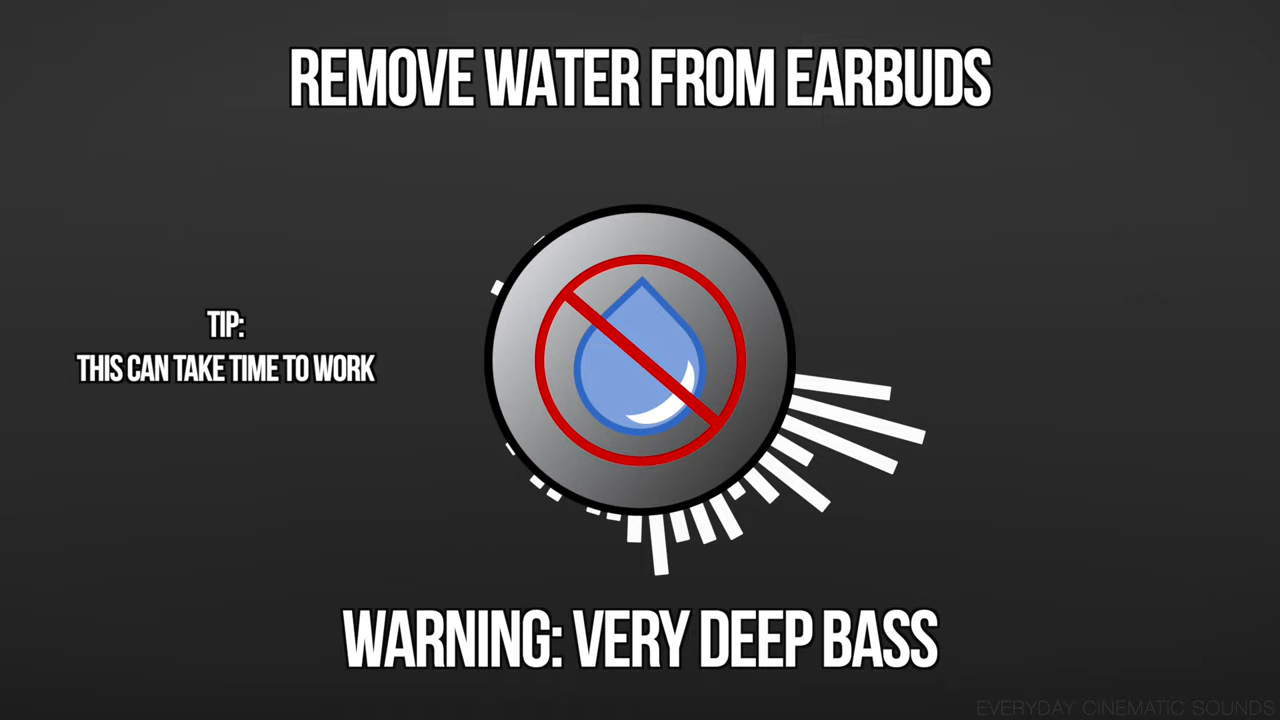 REMOVE WATER FROM EARBUDS
TIP:
THIS CAN TAKE TIME TO WORK
WARNING: VERY DEEP BASS
EVERYDAY CINEMATIC SOUNDS